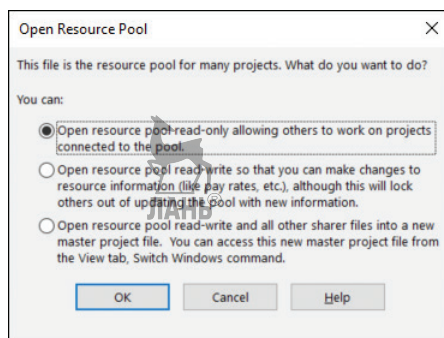 Open Resource Pool
This file is the resource pool for many projects. What do you want to do?
You can:
Open resource pool read-only allowing others to work on projects
connected to the pool.
Open resource pool read-write so that you can make changes to
resource information (like pay rates, etc.), although this will lock
others out of updating the pool with new information.
ЛАНЬ®
Open resource pool read-write and all other sharer files into a new
master project file. You can access this new master project file from
the View tab, Switch Windows command.
OK Cancel Help